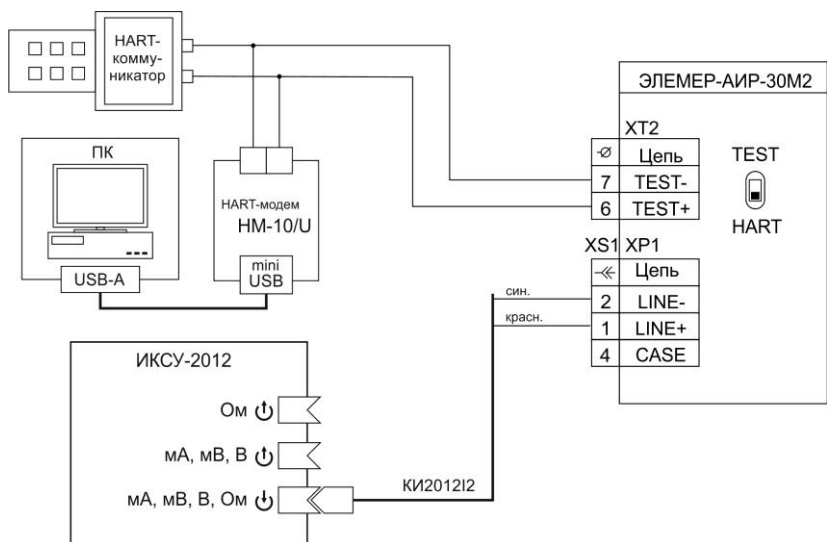 HART-
комму-
никатор
ПК
USB-A
HART-модем
HM-10/U
mini
USB
ЭЛЕМЕР-АИР-30М2
XT2
Цепь
7 TEST-
6 TEST+
TEST
HART
XS1 XP1
Цепь
2 LINE-
1 LINE+
4 CASE
син.
красн.
ИКСУ-2012
Ом
мА, мВ, В
мА, мВ, В, Ом
КИ2012I2